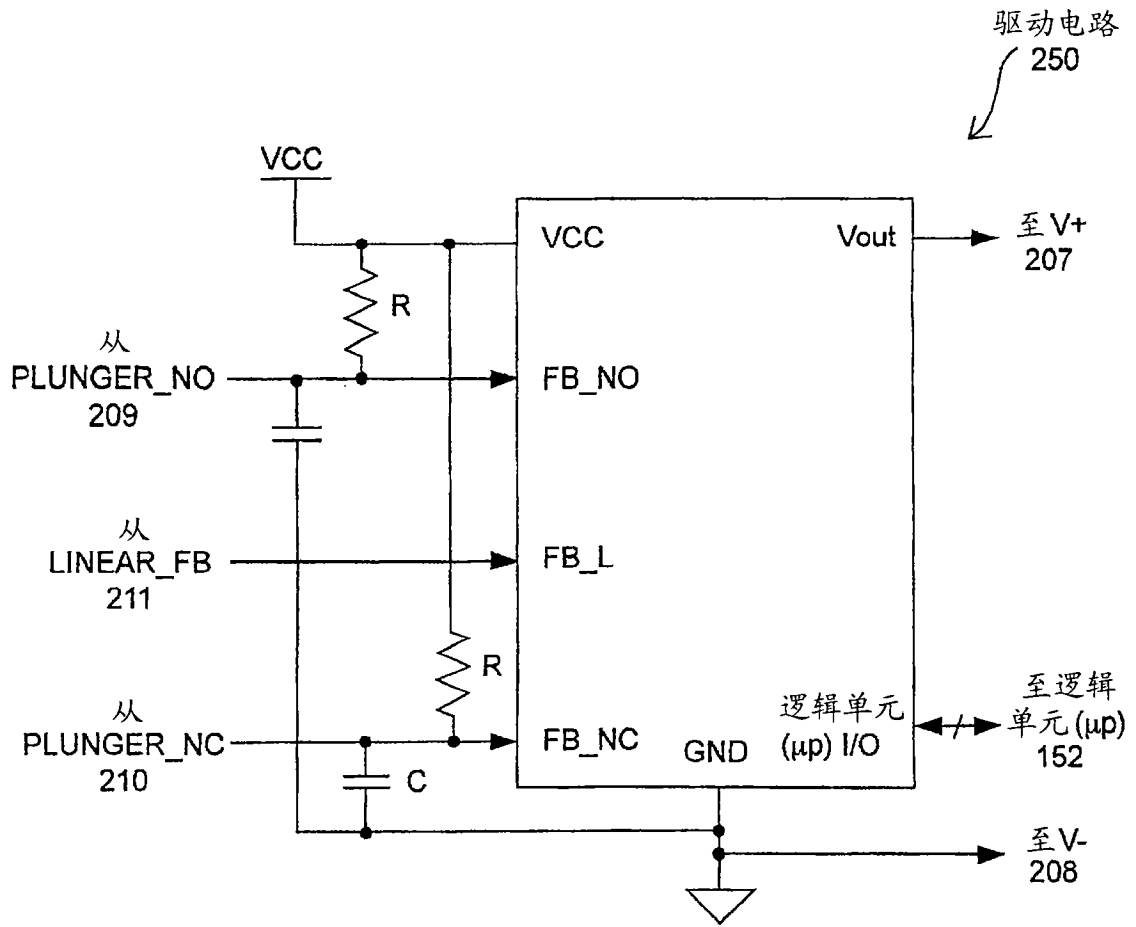 驱动电路
250
VCC
VCC
Vout
至 V+
207
R
从
PLUNGER_NO
209
FB_NO
从
LINEAR_FB
211
FB_L
R
从
PLUNGER_NC
210
FB_NC
C
GND
逻辑单元
(μp) I/O
至逻辑
单元(μp)
152
至V-
208